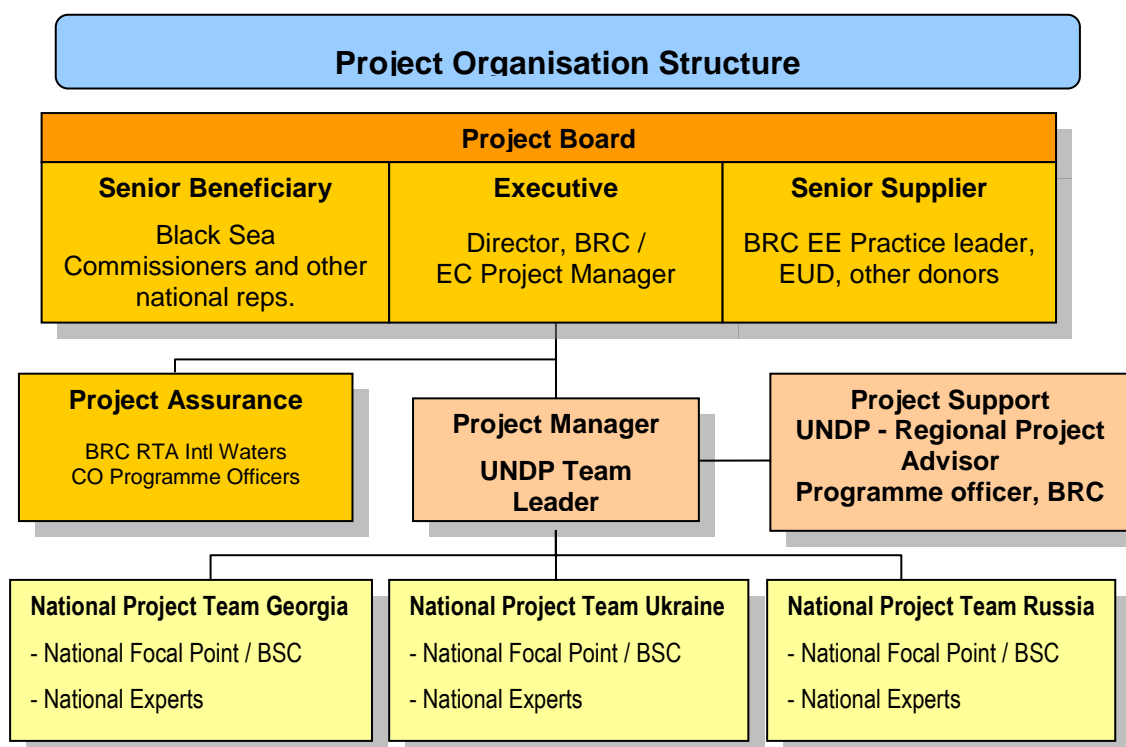 Project Organisation Structure
Project Board
Senior Beneficiary
Black Sea
Commissioners and other
national reps.
Executive
Director, BRC /
EC Project Manager
Senior Supplier
BRC EE Practice leader,
EUD, other donors
Project Assurance
BRC RTA Intl Waters
CO Programme Officers
Project Manager
UNDP Team
Leader
Project Support
UNDP - Regional Project
Advisor
Programme officer, BRC
National Project Team Georgia
- National Focal Point / BSC
- National Experts
National Project Team Ukraine
- National Focal Point / BSC
- National Experts
National Project Team Russia
- National Focal Point / BSC
- National Experts